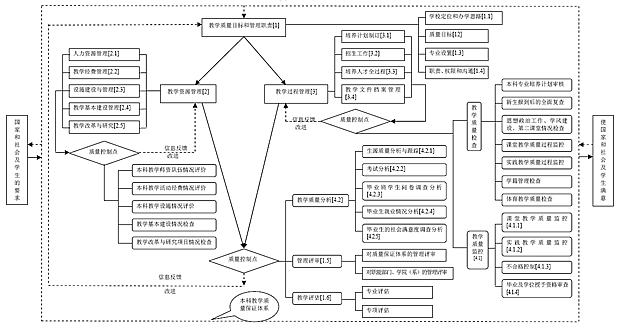 教学质量目标和管理职责[1]
学校定位和办学思路[1.1]
质量目标[1.2]
专业设置[1.3]
职责、权限和沟通[1.4]
人力资源管理[2.1]
教学经费管理[2.2]
设施建设与管理[2.3]
教学基本建设管理[2.4]
教学改革与研究[2.5]
教学资源管理[2]
培养计划制订[3.1]
招生工作[3.2]
培养人才全过程[3.3]
教学文件档案管理
[3.4]
教学过程管理[3]
质量控制点
信息反馈
改进
质量控制点
信息反馈
改进
国家和社会及学生的要求
使国家和社会及学生满意
本科教学师资队伍情况评价
本科教学活动经费情况评价
本科教学设施情况评价
教学基本建设情况检查
教学改革与研究项目情况检查
教学质量检查
本科专业培养计划审核
新生报到后的全面复查
思想政治工作、学风建
设、第二课堂情况检查
课堂教学质量过程监控
实践教学质量过程监控
学籍管理检查
体育教学质量检查
教学质量分析[4.2]
生源质量分析与跟踪[4.2.1]
考试分析[4.2.2]
毕业班学生问卷调查分析
[4.2.3]
毕业生就业情况分析[4.2.4]
毕业生的社会满意度调查分析
[4.2.5]
教学质量监控
[4.1]
课堂教学质量监控
[4.1.1]
实践教学质量监控
[4.1.2]
不合格控制[4.1.3]
毕业及学位授予资格审查
[4.1.4]
质量控制点
管理评审[1.5]
对质量保证体系的管理评审
对职能部门、学院（系）的管理评审
教学评估[1.6]
专业评估
专项评估
信息反馈
改进
本科教学质
量保证体系